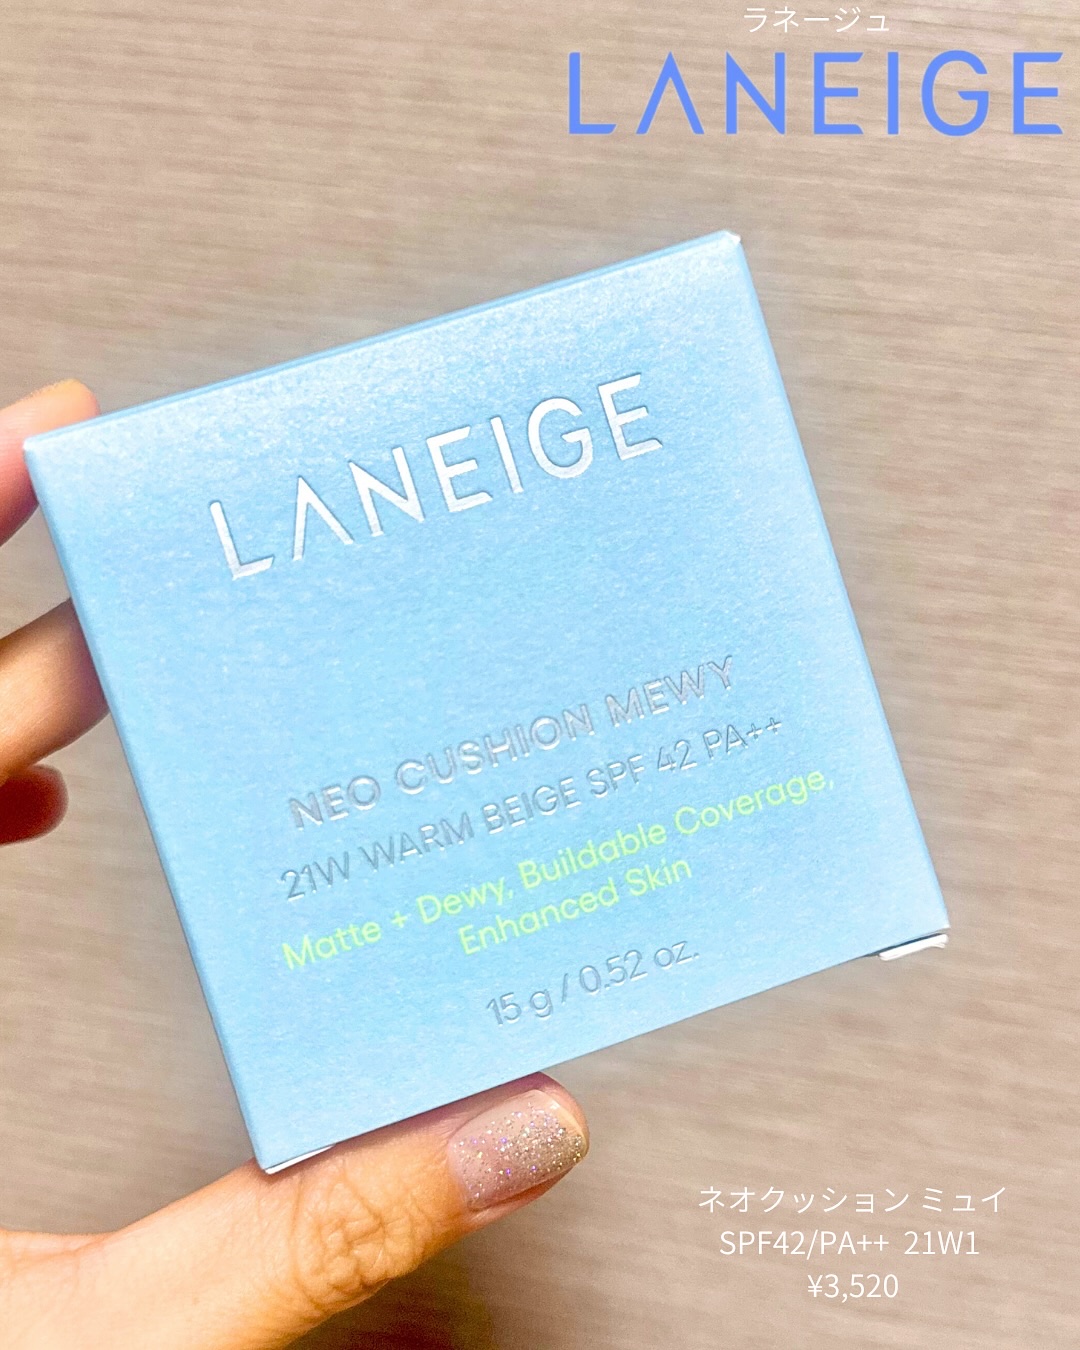 ラネージュ
LANEIGE
LANEIGE
NEO CUSHION MEWY
21W WARM BEIGE SPF 42 PA++
Matte + Dewy, Buildable Coverage,
Enhanced Skin
15 g / 0.52 oz.
ネオクッション ミュイ
SPF42/PA++ 21W1
¥3,520